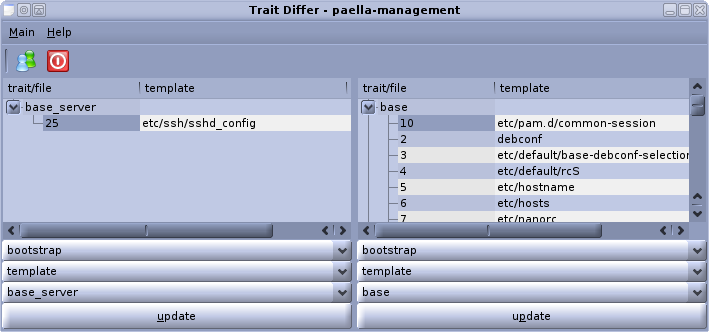 Trait Differ - paella-management
Main Help
trait/file template
base_server
25 etc/ssh/sshd_config
bootstrap
template
base_server
update
trait/file template
base
10 etc/pam.d/common-session
2 debconf
3 etc/default/base-debconf-selection
4 etc/default/rcS
5 etc/hostname
6 etc/hosts
7 etc/nanorc
bootstrap
template
base
update